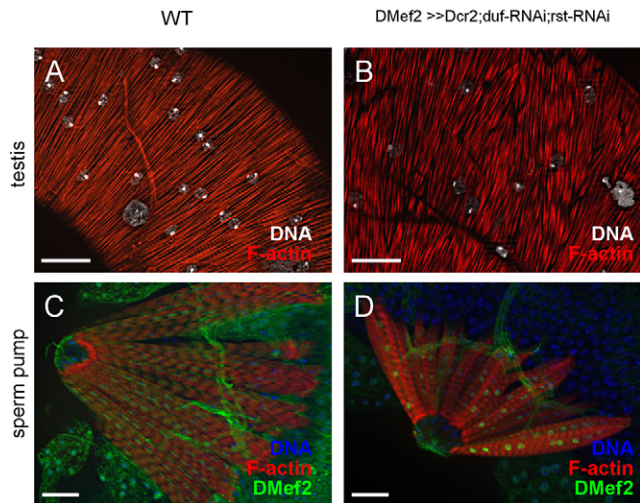 WT
DMef2 >>Dcr2;duf-RNAi;rst-RNAi
testis
A
DNA
F-actin
B
DNA
F-actin
sperm pump
C
DNA
F-actin
DMef2
D
DNA
F-actin
DMef2